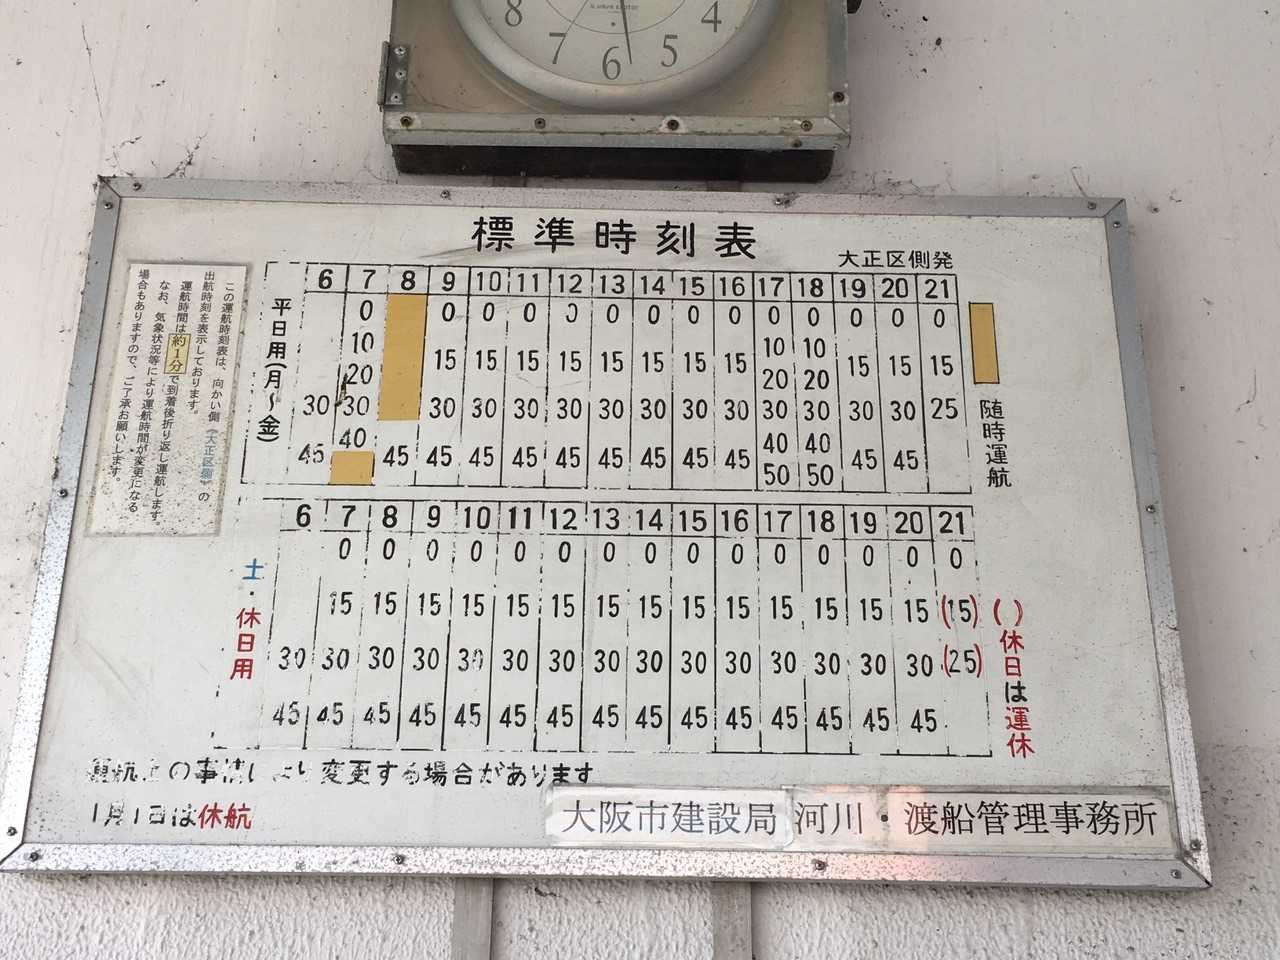 8 7 6 5 4
標準時刻表
大正区側発
この運航時刻表は、向かい側（大正区側）の
出航時刻を表示しております。
運航時間は約1分で到着後折り返し運航します。
なお、気象状況等により運航時間が変更になる
場合もありますので、ご了承お願いします。
平日用(月〜金)
6 7 8 9 10 11 12 13 14 15 16 17 18 19 20 21
0 0 0 0 0 0 0 0 0 0 0 0 0 0
10 15 15 15 15 15 15 15 15 10 10 15 15 15
20 20 20
30 30 30 30 30 30 30 30 30 30 30 30 30 30 25
40 40 40
45 45 45 45 45 45 45 45 45 45 45 45
50 50
随時運航
土・休日用
6 7 8 9 10 11 12 13 14 15 16 17 18 19 20 21
0 0 0 0 0 0 0 0 0 0 0 0 0 0 0
15 15 15 15 15 15 15 15 15 15 15 15 15 15 (15)
30 30 30 30 30 30 30 30 30 30 30 30 30 30 30 (25)
45 45 45 45 45 45 45 45 45 45 45 45 45 45 45
( )休日は運休
運航上の事情により変更する場合があります
1月1日は休航
大阪市建設局 河川・渡船管理事務所